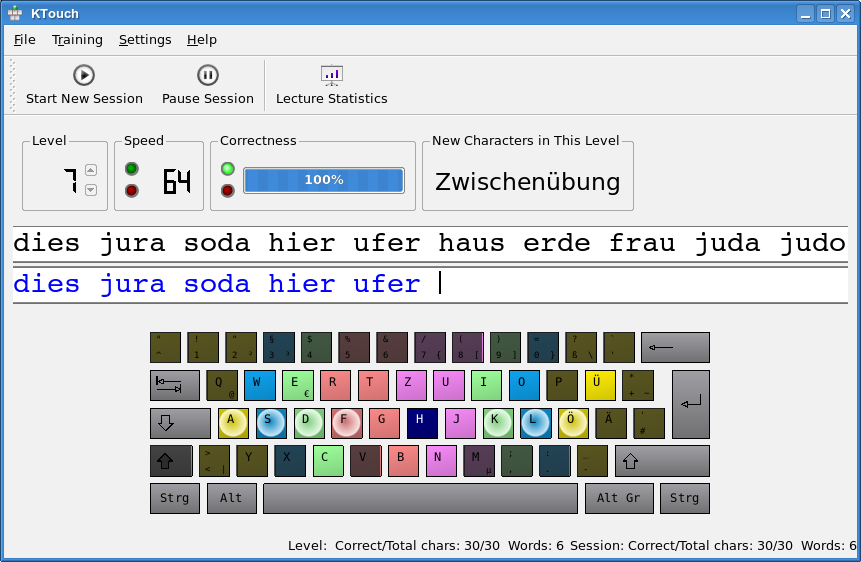 KTouch
File Training Settings Help
Start New Session Pause Session Lecture Statistics
Level Speed Correctness New Characters in This Level
7 64 100% Zwischenübung
dies jura soda hier ufer haus erde frau juda judo
dies jura soda hier ufer
" ! " § $ % & / ( ) = ? `
^ 1 2 ² 3 ³ 4 5 6 7 { 8 [ 9 ] 0 } ß \ '
Q @ W E € R T Z U I O P Ü * + ~
A S D F G H J K L Ö Ä ' #
> < | Y X C V B N M µ ; , : . _ -
Strg Alt Alt Gr Strg
Level: Correct/Total chars: 30/30 Words: 6 Session: Correct/Total chars: 30/30 Words: 6